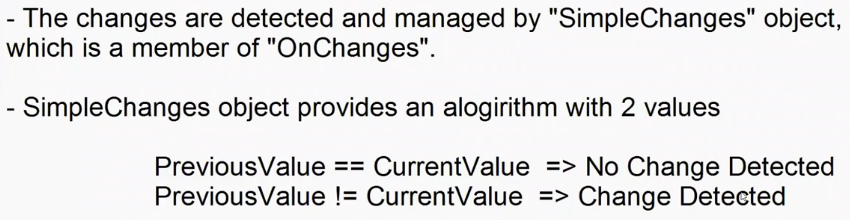 - The changes are detected and managed by "SimpleChanges" object,
which is a member of "OnChanges".
- SimpleChanges object provides an alogirithm with 2 values
PreviousValue == CurrentValue => No Change Detected
PreviousValue != CurrentValue => Change Detected